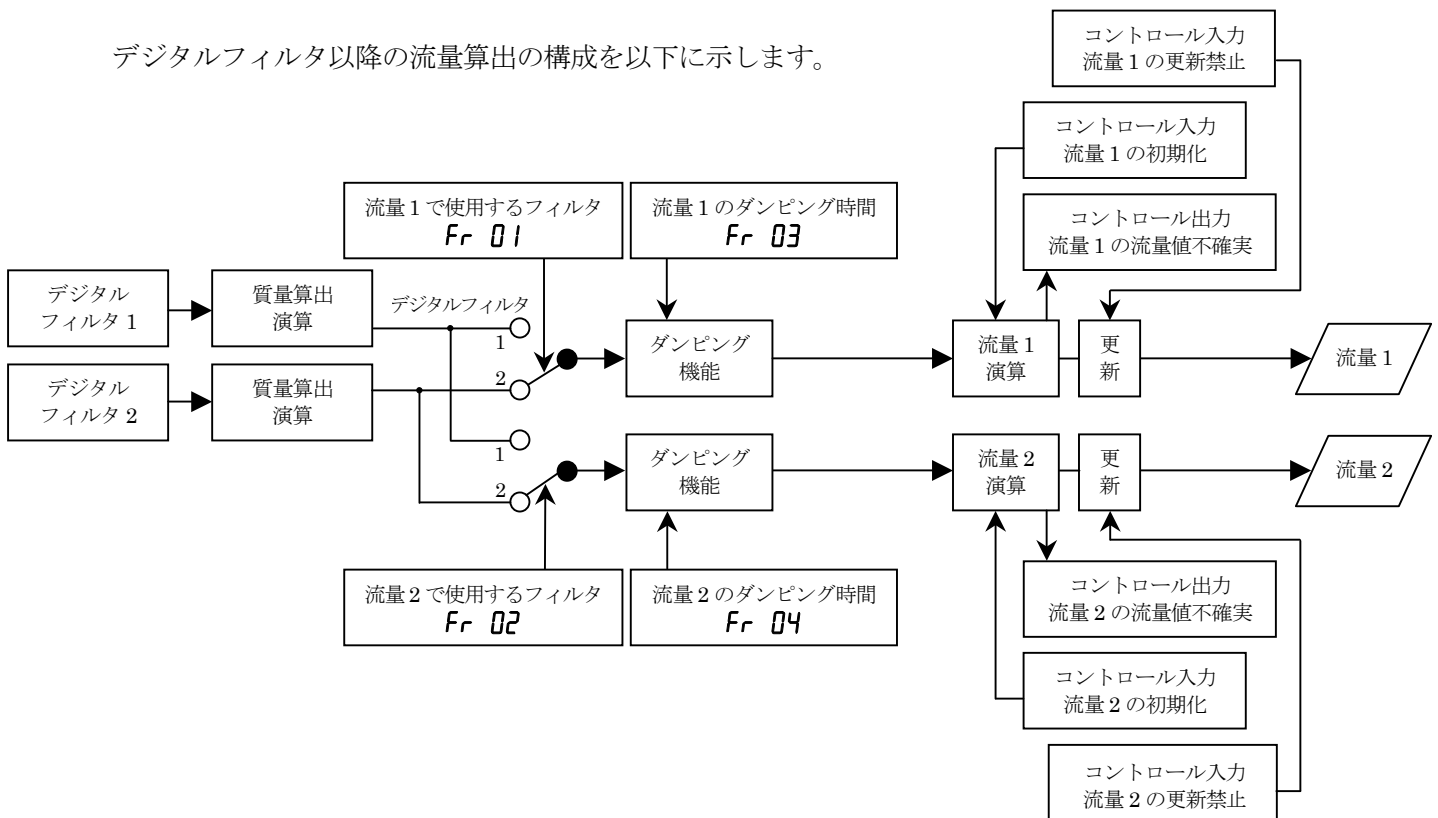 デジタルフィルタ以降の流量算出の構成を以下に示します。
コントロール入力
流量1の更新禁止
コントロール入力
流量1の初期化
流量1で使用するフィルタ
Fr 01
流量1のダンピング時間
Fr 03
コントロール出力
流量1の流量値不確実
デジタル
フィルタ1
質量算出
演算
デジタルフィルタ
1
2
ダンピング
機能
流量1
演算
更
新
流量1
デジタル
フィルタ2
質量算出
演算
1
2
ダンピング
機能
流量2
演算
更
新
流量2
流量2で使用するフィルタ
Fr 02
流量2のダンピング時間
Fr 04
コントロール出力
流量2の流量値不確実
コントロール入力
流量2の初期化
コントロール入力
流量2の更新禁止